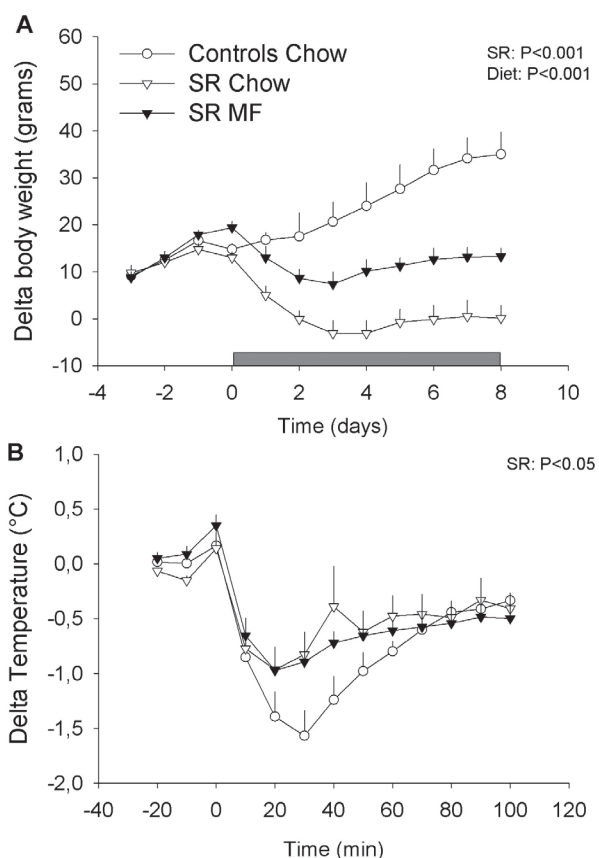 A
60
50
40
30
20
10
0
-10
Delta body weight (grams)
Controls Chow
SR Chow
SR MF
SR: P<0.001
Diet: P<0.001
-4 -2 0 2 4 6 8 10
Time (days)
B
1,0
0,5
0,0
-0,5
-1,0
-1,5
-2,0
Delta Temperature (°C)
SR: P<0.05
-40 -20 0 20 40 60 80 100 120
Time (min)